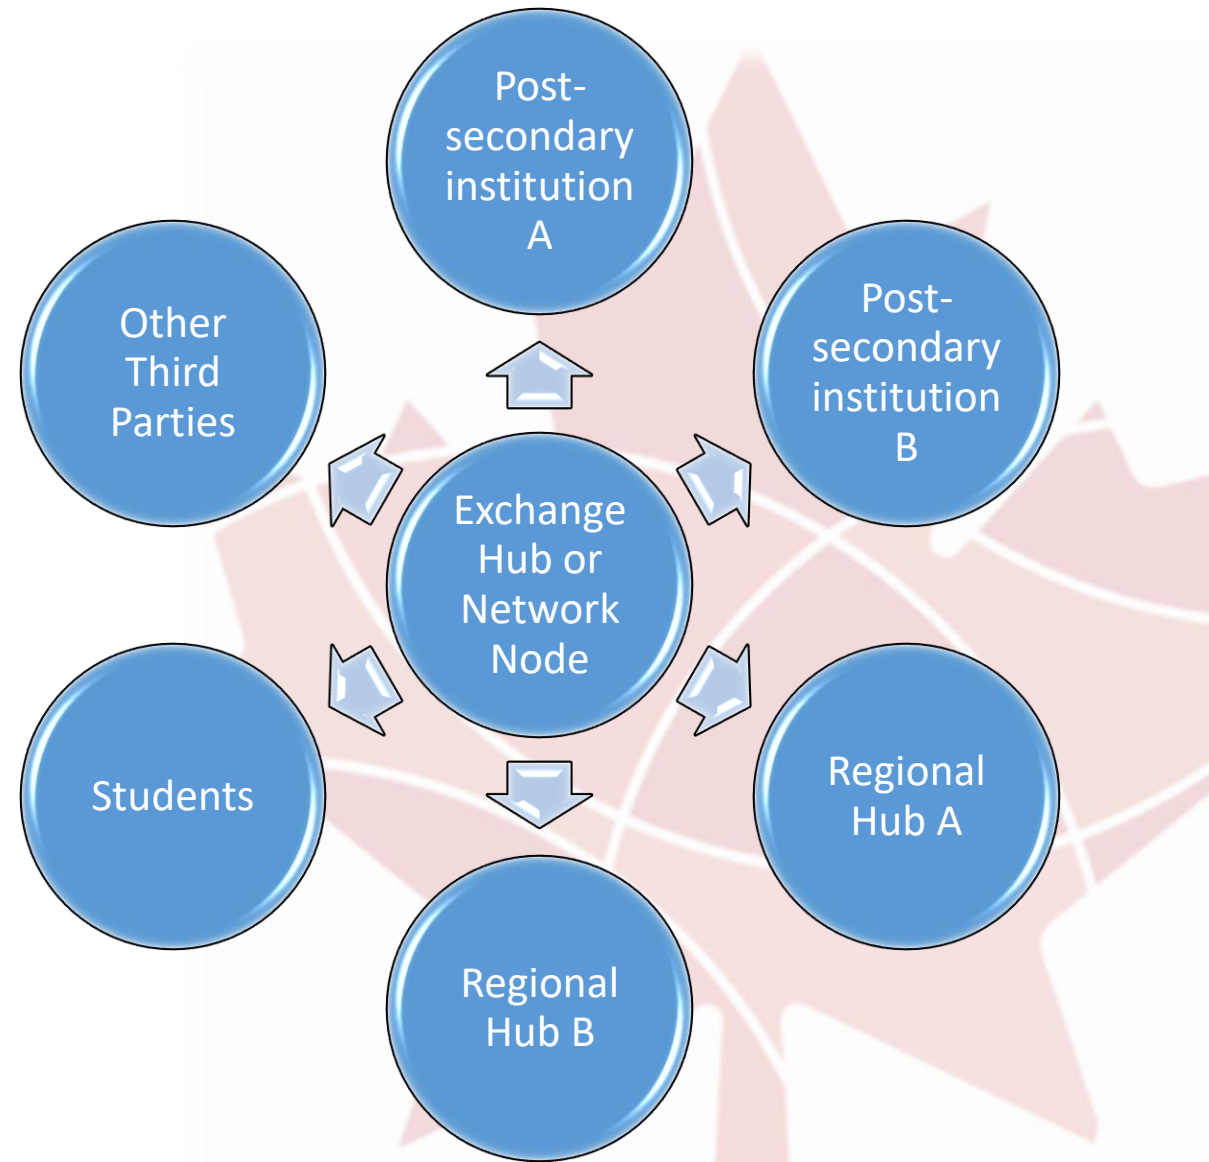 Post-
secondary
institution
A
Post-
secondary
institution
B
Other
Third
Parties
Exchange
Hub or
Network
Node
Regional
Hub A
Students
Regional
Hub B